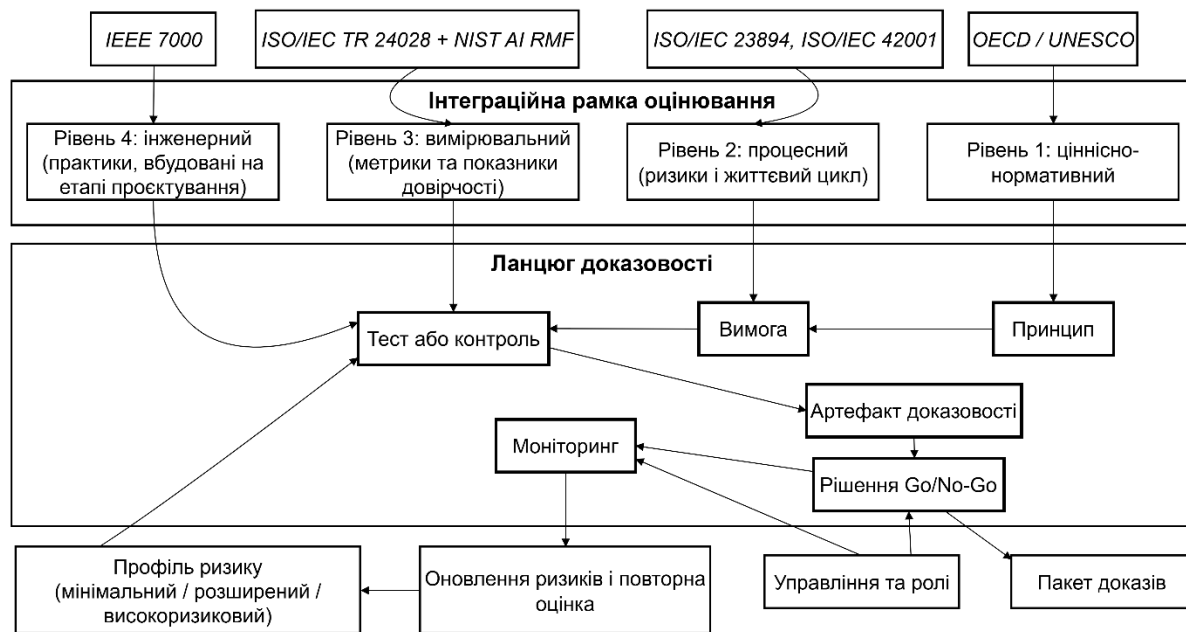 IEEE 7000
ISO/IEC TR 24028 + NIST AI RMF
ISO/IEC 23894, ISO/IEC 42001
OECD / UNESCO
Інтеграційна рамка оцінювання
Рівень 4: інженерний
(практики, вбудовані на
етапі проєктування)
Рівень 3: вимірювальний
(метрики та показники
довірчості)
Рівень 2: процесний
(ризики і життєвий цикл)
Рівень 1: ціннісно-
нормативний
Ланцюг доказовості
Тест або контроль
Вимога
Принцип
Артефакт доказовості
Моніторинг
Рішення Go/No-Go
Профіль ризику
(мінімальний / розширений /
високоризиковий)
Оновлення ризиків і повторна
оцінка
Управління та ролі
Пакет доказів